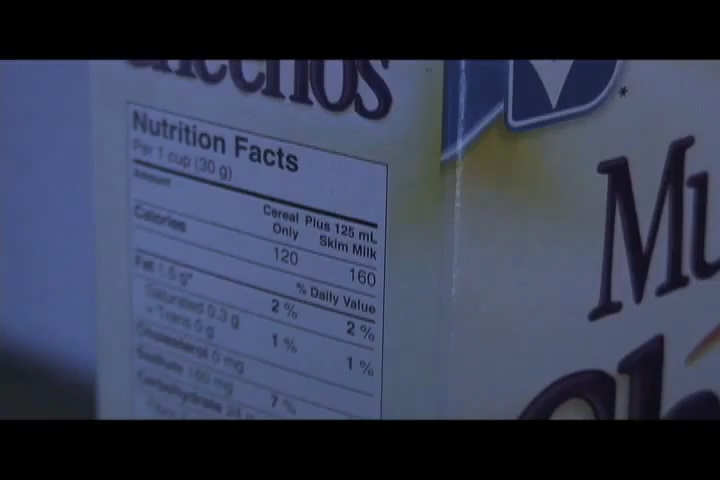 Cheerios
Nutrition Facts
Per 1 cup (30 g)
Amount
Cereal Plus 125 mL
Only Skim Milk
Calories 120 160
% Daily Value
Fat 1.5 g* 2 % 2 %
Saturated 0.3 g
+ Trans 0 g 1 % 1 %
Cholesterol 0 mg
Sodium mg 7 %
Carbohydrate
Mu
Ch
*